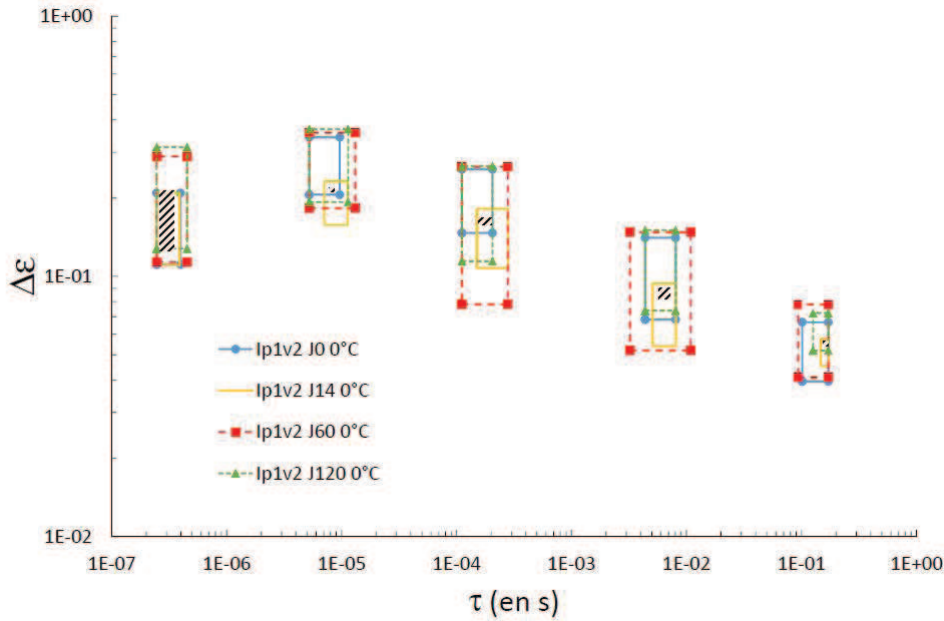 1E+00
1E-01
1E-02
Δε
Ip1v2 J0 0°C
Ip1v2 J14 0°C
Ip1v2 J60 0°C
Ip1v2 J120 0°C
1E-07 1E-06 1E-05 1E-04 1E-03 1E-02 1E-01 1E+00
τ (en s)